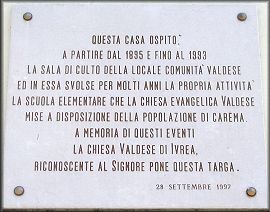 QUESTA CASA OSPITO'
A PARTIRE DAL 1895 E FINO AL 1993
LA SALA DI CULTO DELLA LOCALE COMUNITA' VALDESE
ED IN ESSA SVOLSE PER MOLTI ANNI LA PROPRIA ATTIVITA'
LA SCUOLA ELEMENTARE CHE LA CHIESA EVANGELICA VALDESE
MISE A DISPOSIZIONE DELLA POPOLAZIONE DI CAREMA.
A MEMORIA DI QUESTI EVENTI
LA CHIESA VALDESE DI IVREA,
RICONOSCENTE AL SIGNORE PONE QUESTA TARGA.
28 SETTEMBRE 1997